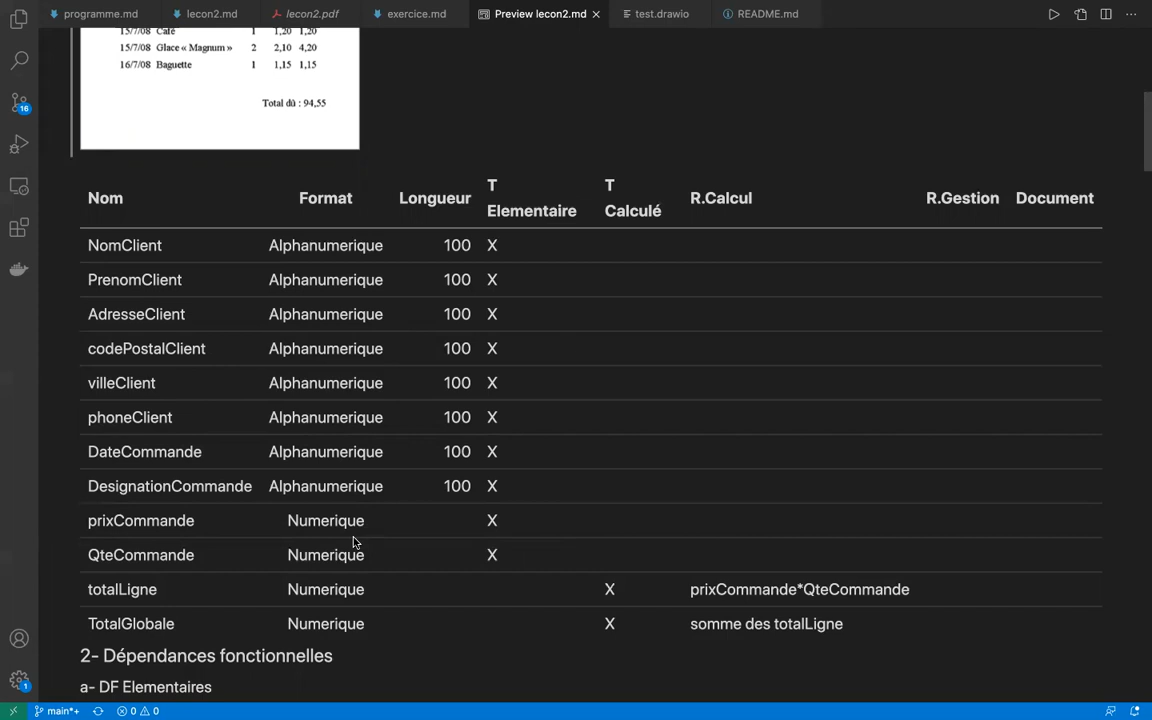 programme.md lecon2.md lecon2.pdf exercice.md Preview lecon2.md test.drawio README.md
15/7/08 Café 1 1,20 1,20
15/7/08 Glace « Magnum » 2 2,10 4,20
16/7/08 Baguette 1 1,15 1,15
Total dû : 94,55
16
Nom Format Longueur T Elementaire T Calculé R.Calcul R.Gestion Document
NomClient Alphanumerique 100 X
PrenomClient Alphanumerique 100 X
AdresseClient Alphanumerique 100 X
codePostalClient Alphanumerique 100 X
villeClient Alphanumerique 100 X
phoneClient Alphanumerique 100 X
DateCommande Alphanumerique 100 X
DesignationCommande Alphanumerique 100 X
prixCommande Numerique X
QteCommande Numerique X
totalLigne Numerique X prixCommande*QteCommande
TotalGlobale Numerique X somme des totalLigne
2- Dépendances fonctionnelles
a- DF Elementaires
1
main*+ 0 0